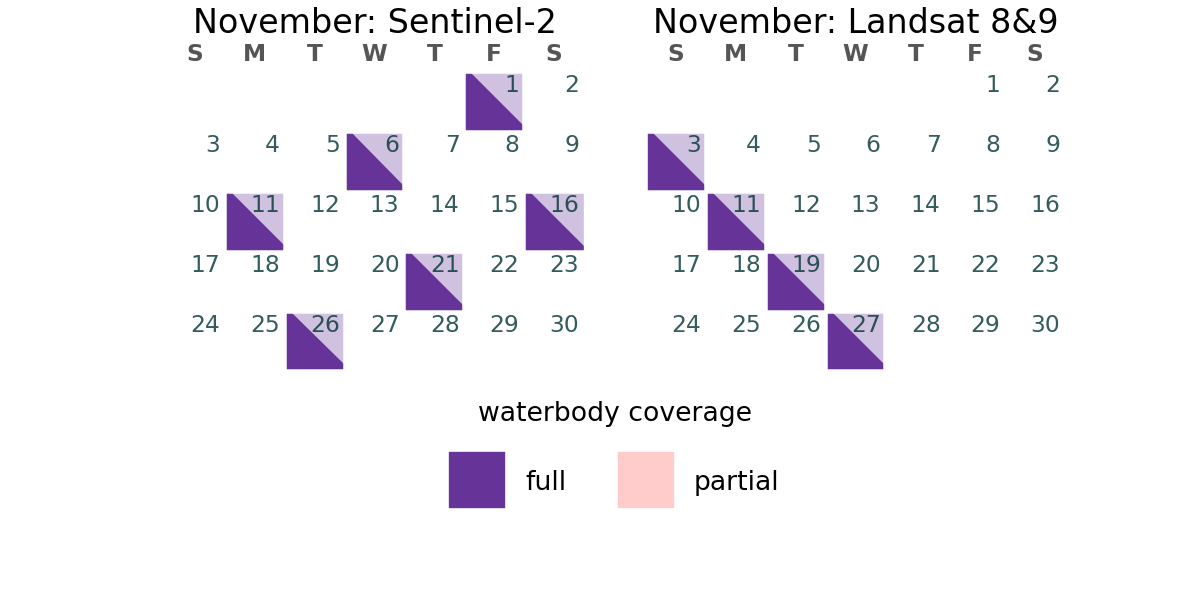 November: Sentinel-2
S M T W T F S
1 2
3 4 5 6 7 8 9
10 11 12 13 14 15 16
17 18 19 20 21 22 23
24 25 26 27 28 29 30
November: Landsat 8&9
S M T W T F S
1 2
3 4 5 6 7 8 9
10 11 12 13 14 15 16
17 18 19 20 21 22 23
24 25 26 27 28 29 30
waterbody coverage
full
partial